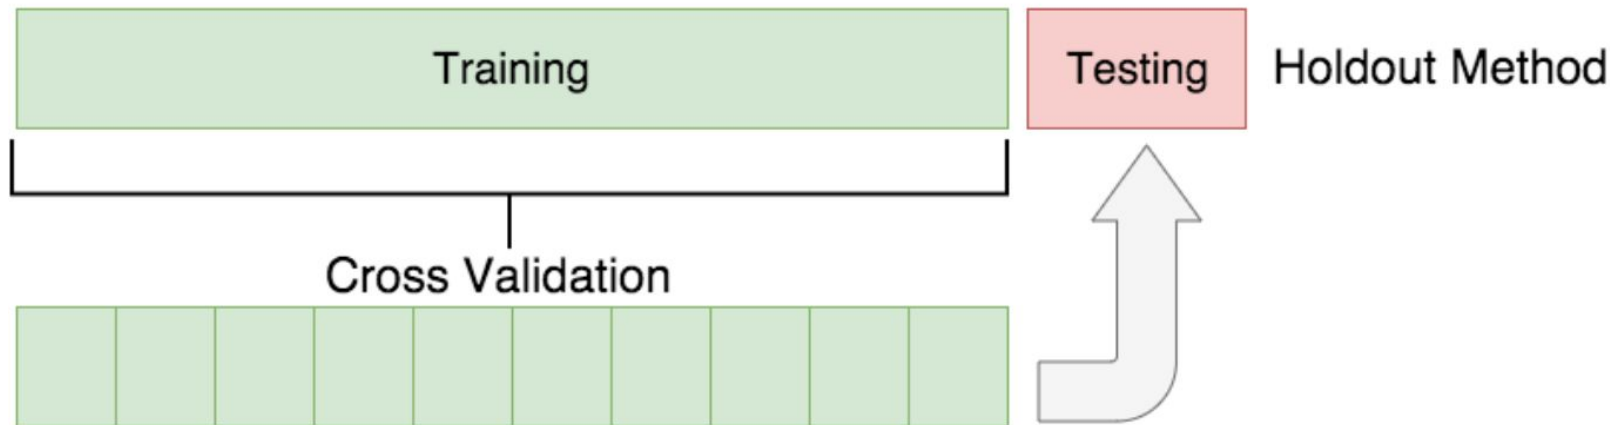 Training
Testing
Holdout Method
Cross Validation